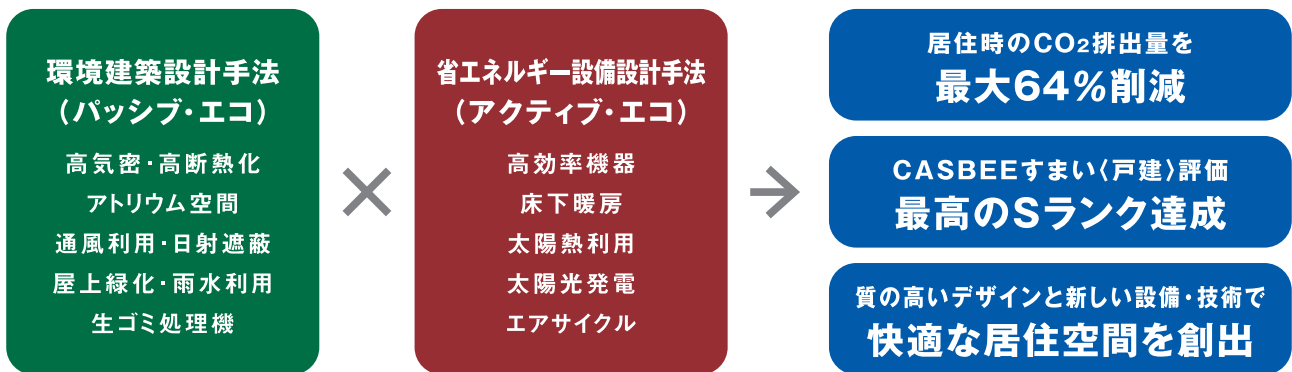 環境建築設計手法
（パッシブ・エコ）
高気密・高断熱化
アトリウム空間
通風利用・日射遮蔽
屋上緑化・雨水利用
生ゴミ処理機
×
省エネルギー設備設計手法
（アクティブ・エコ）
高効率機器
床下暖房
太陽熱利用
太陽光発電
エアサイクル
→
居住時のCO2排出量を
最大64%削減
CASBEEすまい〈戸建〉評価
最高のSランク達成
質の高いデザインと新しい設備・技術で
快適な居住空間を創出